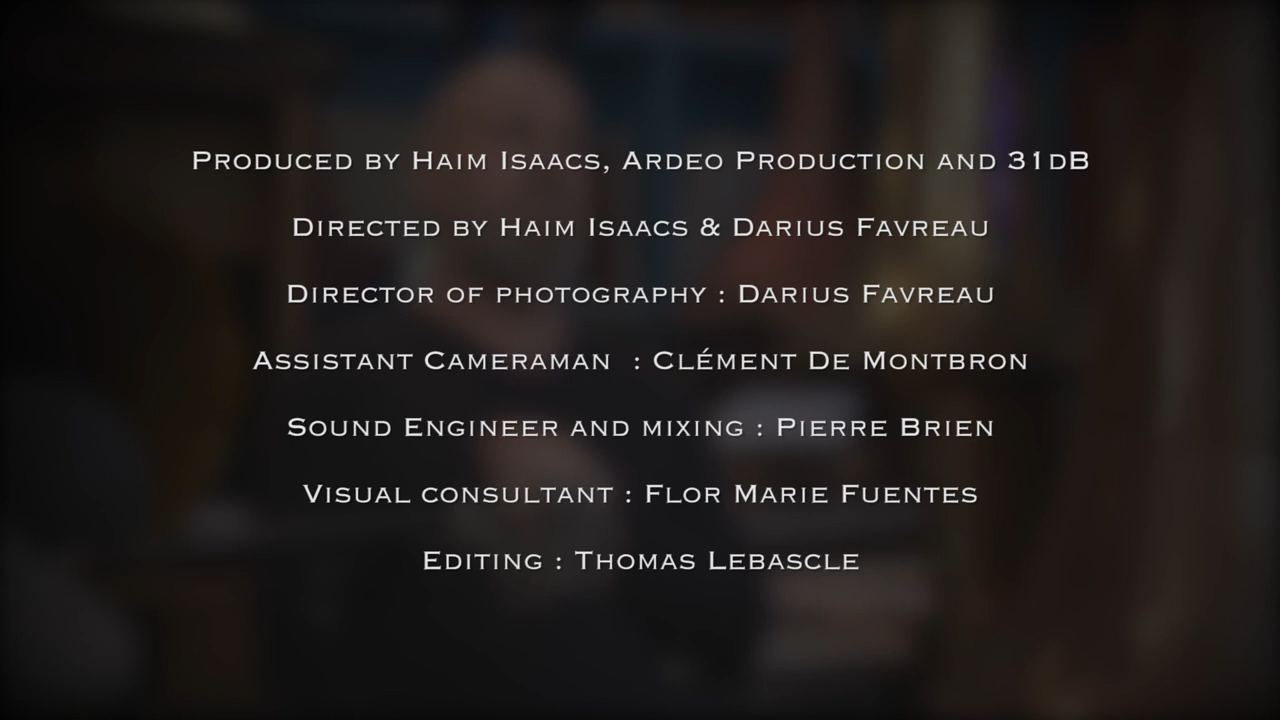 Produced by Haim Isaacs, Ardeo Production and 31dB
Directed by Haim Isaacs & Darius Favreau
Director of photography : Darius Favreau
Assistant Cameraman : Clément De Montbron
Sound Engineer and mixing : Pierre Brien
Visual consultant : Flor Marie Fuentes
Editing : Thomas Lebascle